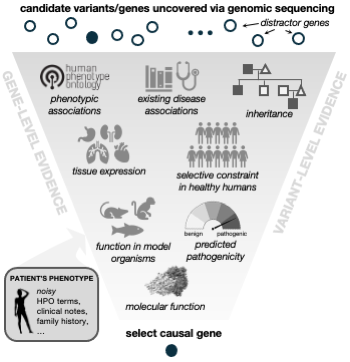 candidate variants/genes uncovered via genomic sequencing
distractor genes
GENE-LEVEL EVIDENCE
VARIANT-LEVEL EVIDENCE
human
phenotype
ontology
phenotypic
associations
existing disease
associations
inheritance
tissue expression
selective constraint
in healthy humans
function in model
organisms
benign
pathogenic
predicted
pathogenicity
molecular function
PATIENT'S PHENOTYPE
noisy
HPO terms,
clinical notes,
family history,
...
select causal gene